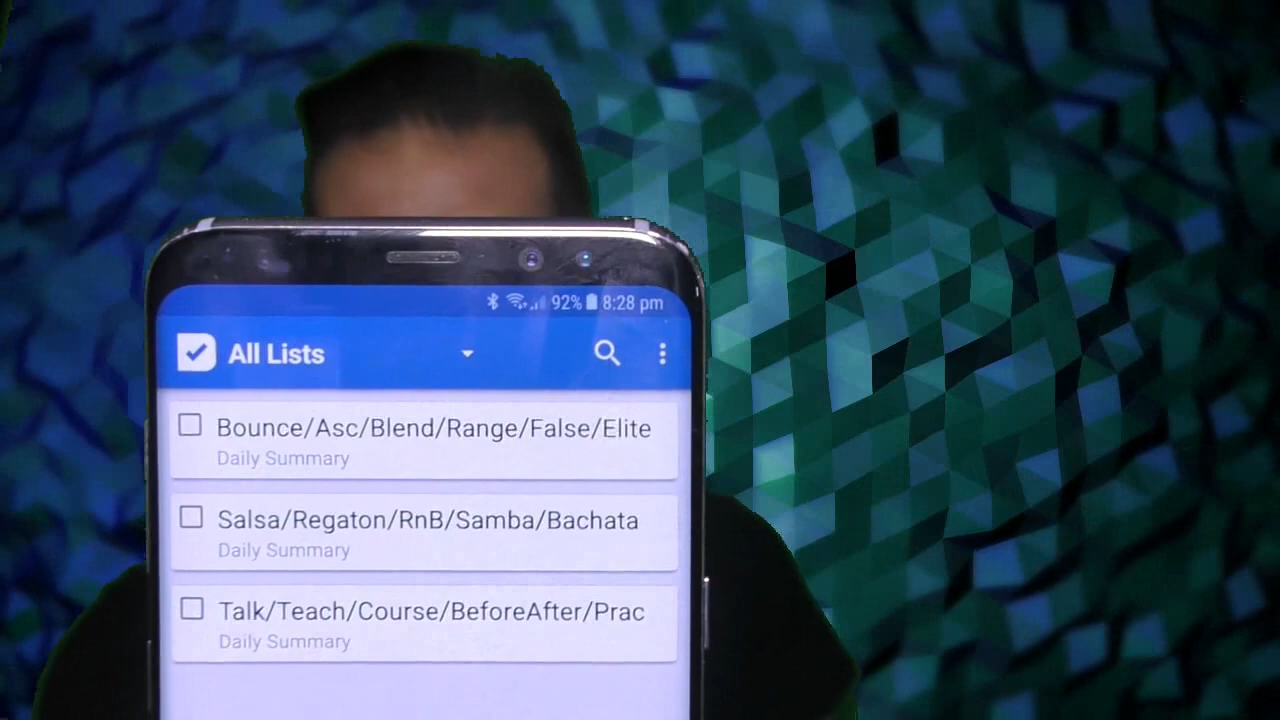 92% 8:28 pm
All Lists
Bounce/Asc/Blend/Range/False/Elite
Daily Summary
Salsa/Regaton/RnB/Samba/Bachata
Daily Summary
Talk/Teach/Course/BeforeAfter/Prac
Daily Summary